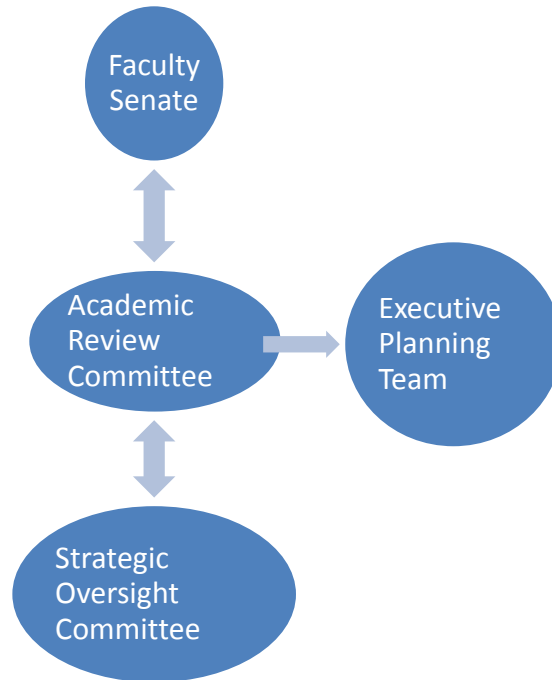 Faculty
Senate
Academic
Review
Committee
Executive
Planning
Team
Strategic
Oversight
Committee